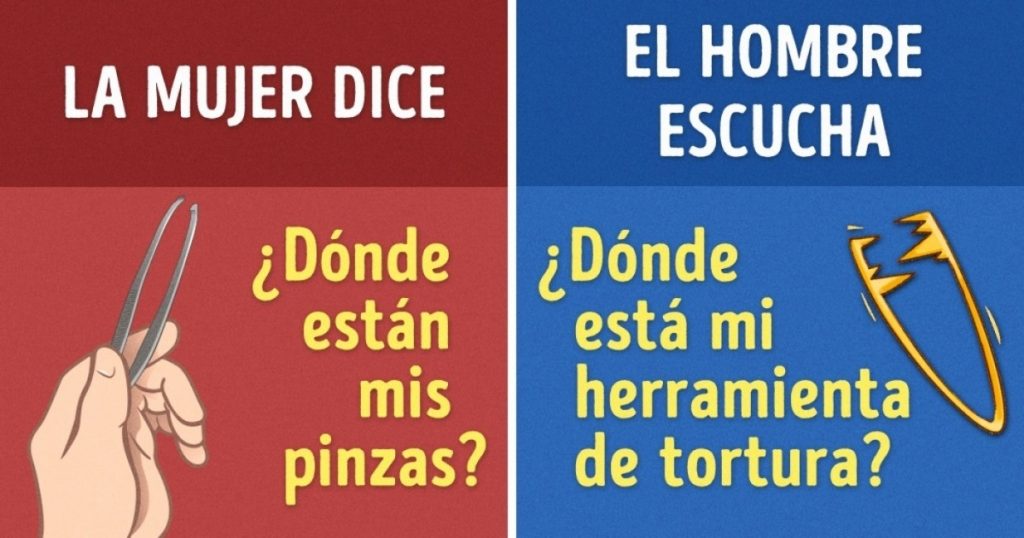 LA MUJER DICE
¿Dónde
están
mis
pinzas?
EL HOMBRE
ESCUCHA
¿Dónde
está mi
herramienta
de tortura?